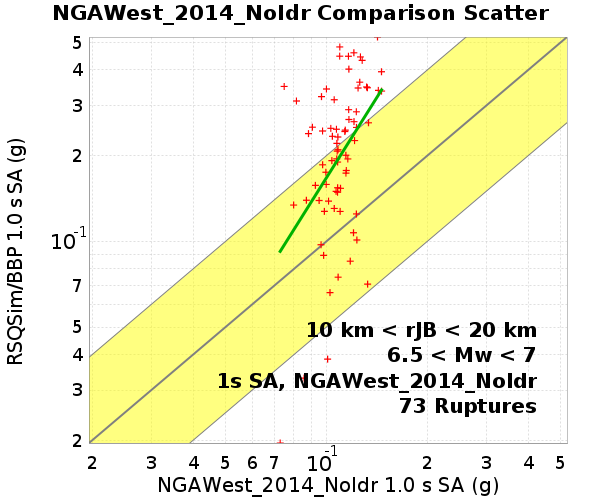 NGAWest_2014_NoIdr Comparison Scatter
RSQSim/BBP 1.0 s SA (g)
5
4
3
2
10-1
7
5
4
3
2
10 km < rJB < 20 km
6.5 < Mw < 7
1s SA, NGAWest_2014_NoIdr
73 Ruptures
2 3 4 5 6 7 10-1 2 3 4 5
NGAWest_2014_NoIdr 1.0 s SA (g)